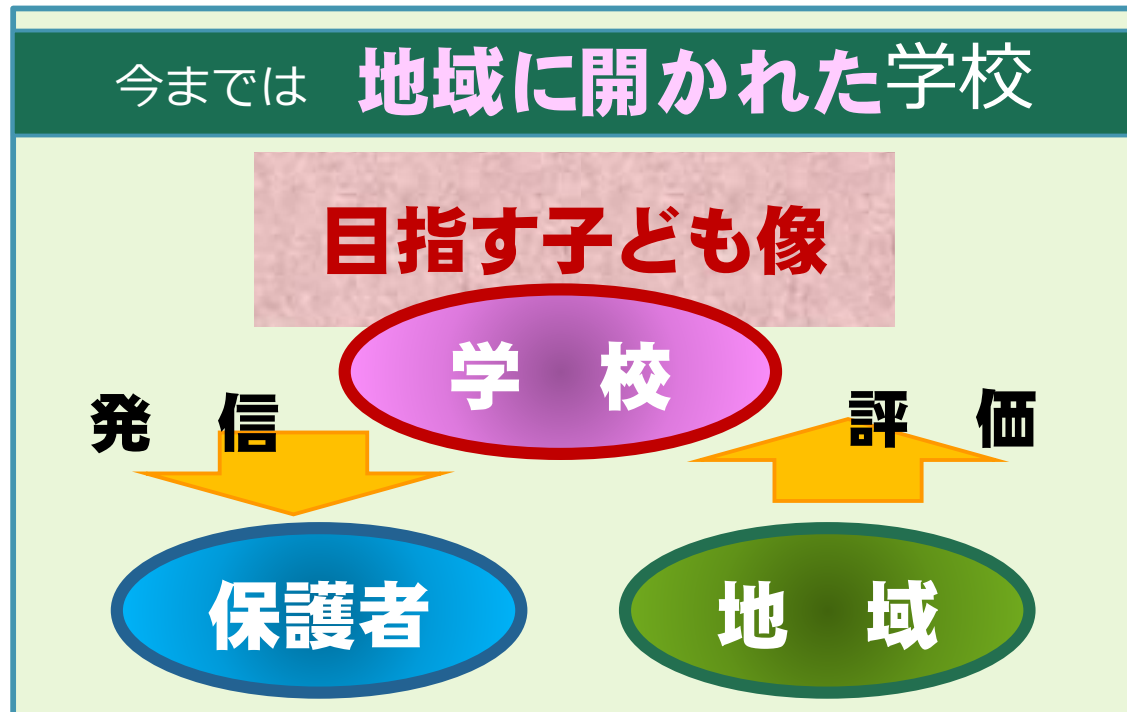 今までは 地域に開かれた学校
目指す子ども像
学 校
発 信
評 価
保護者
地 域